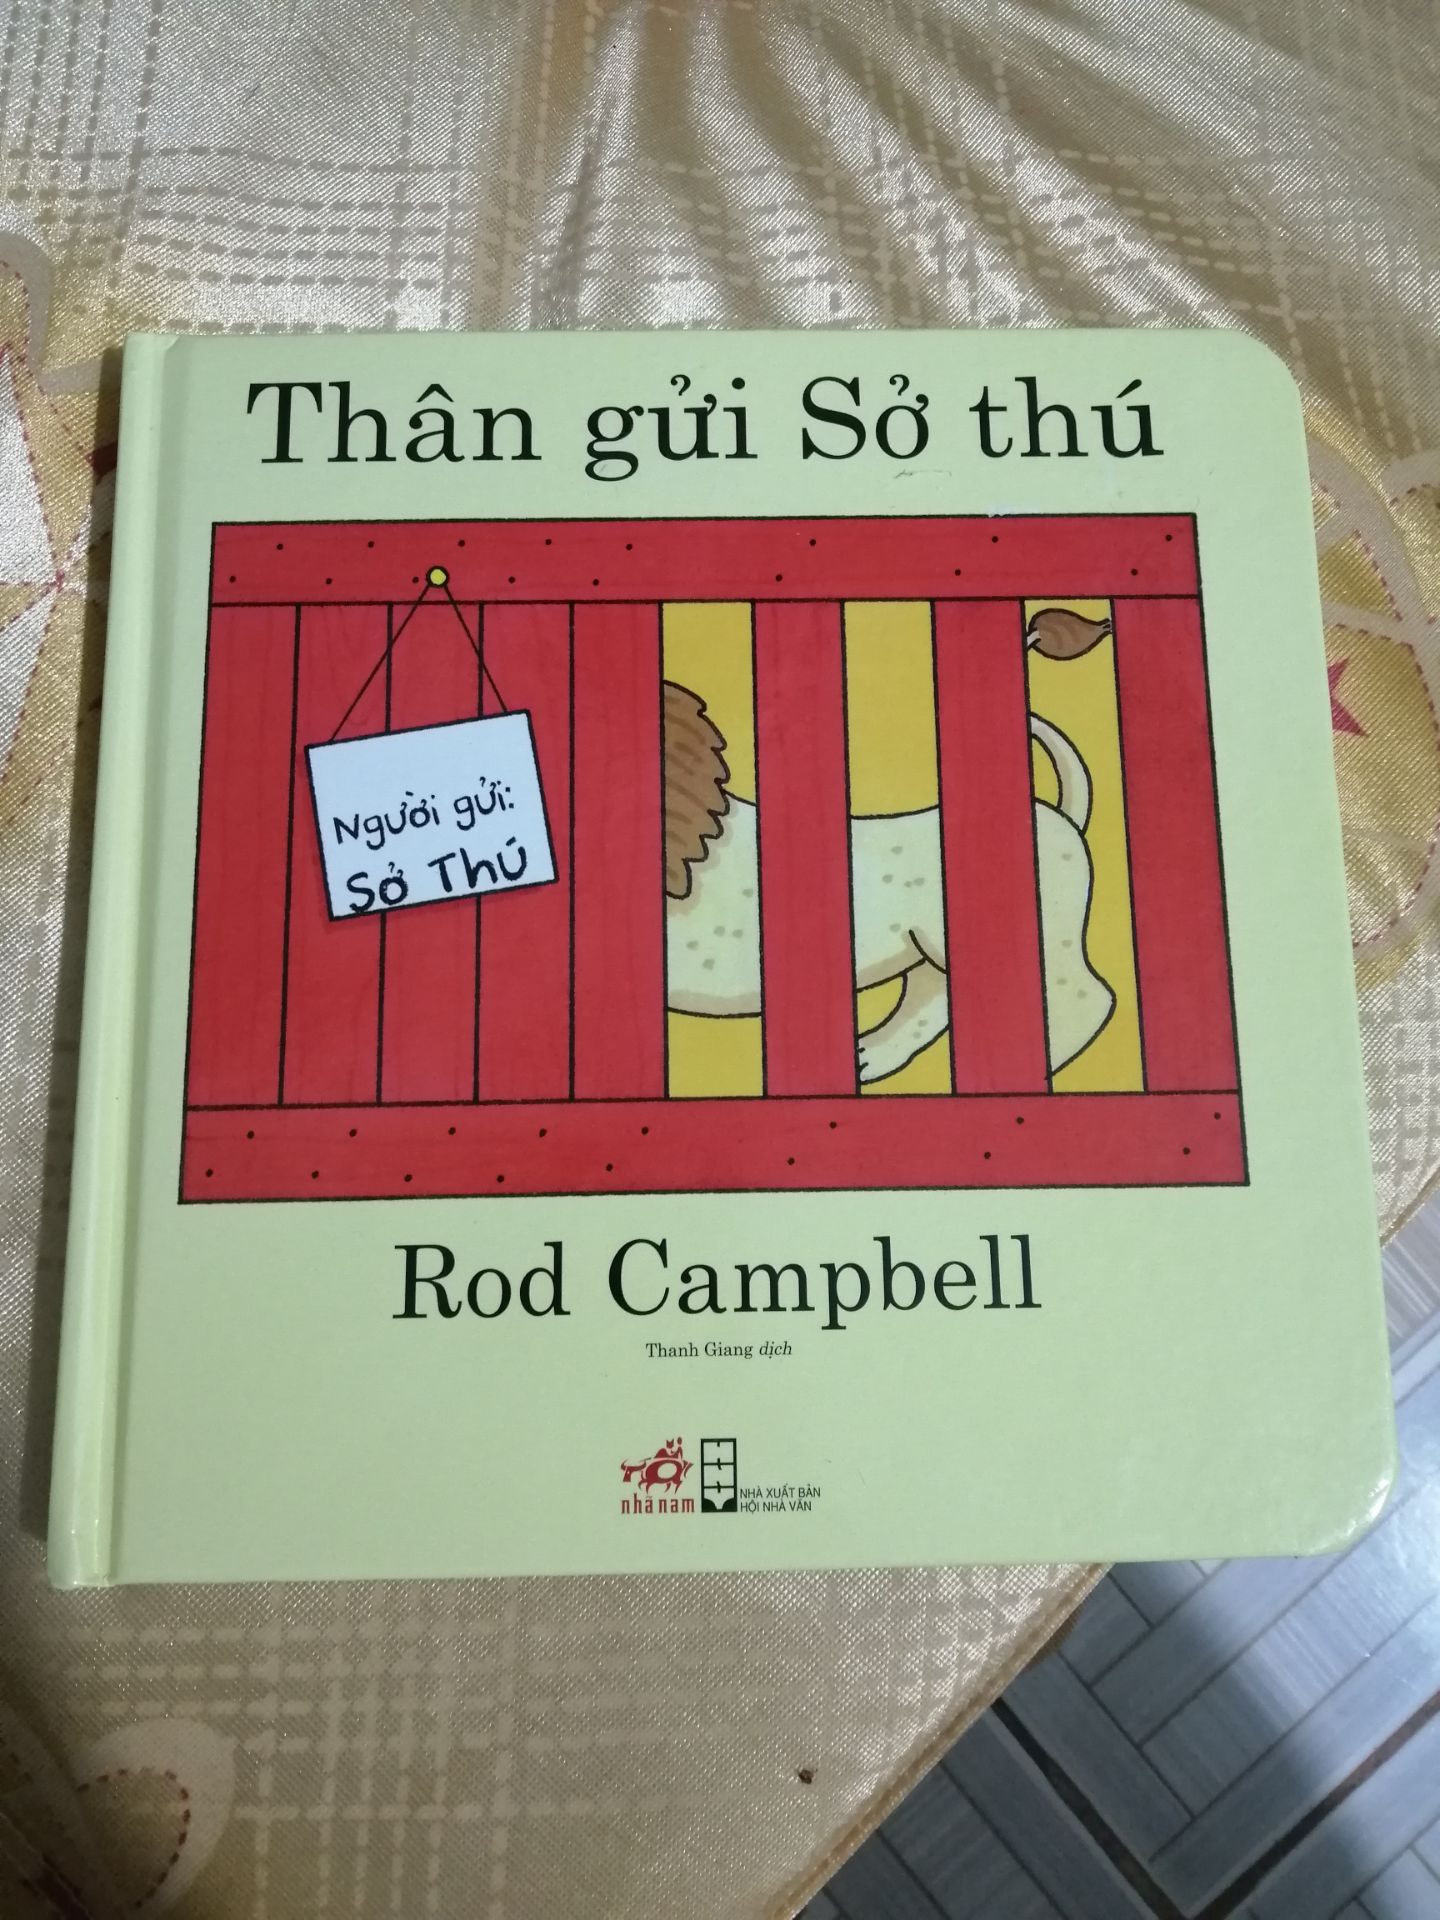 Thân gửi Sở thú
Người gửi:
Sở Thú
Rod Campbell
Thanh Giang dịch
nhã nam
NHÀ XUẤT BẢN
HỘI NHÀ VĂN